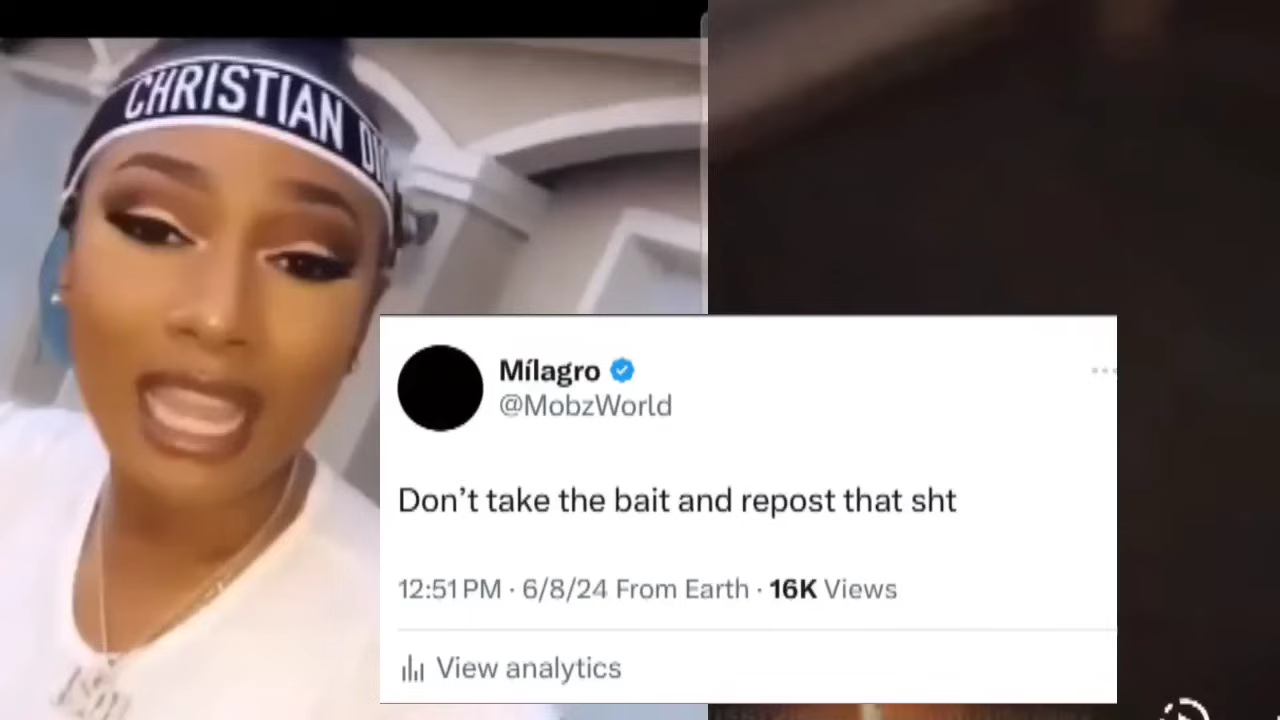 CHRISTIAN DI
Mílagro
@MobzWorld
Don’t take the bait and repost that sht
12:51 PM · 6/8/24 From Earth · 16K Views
View analytics